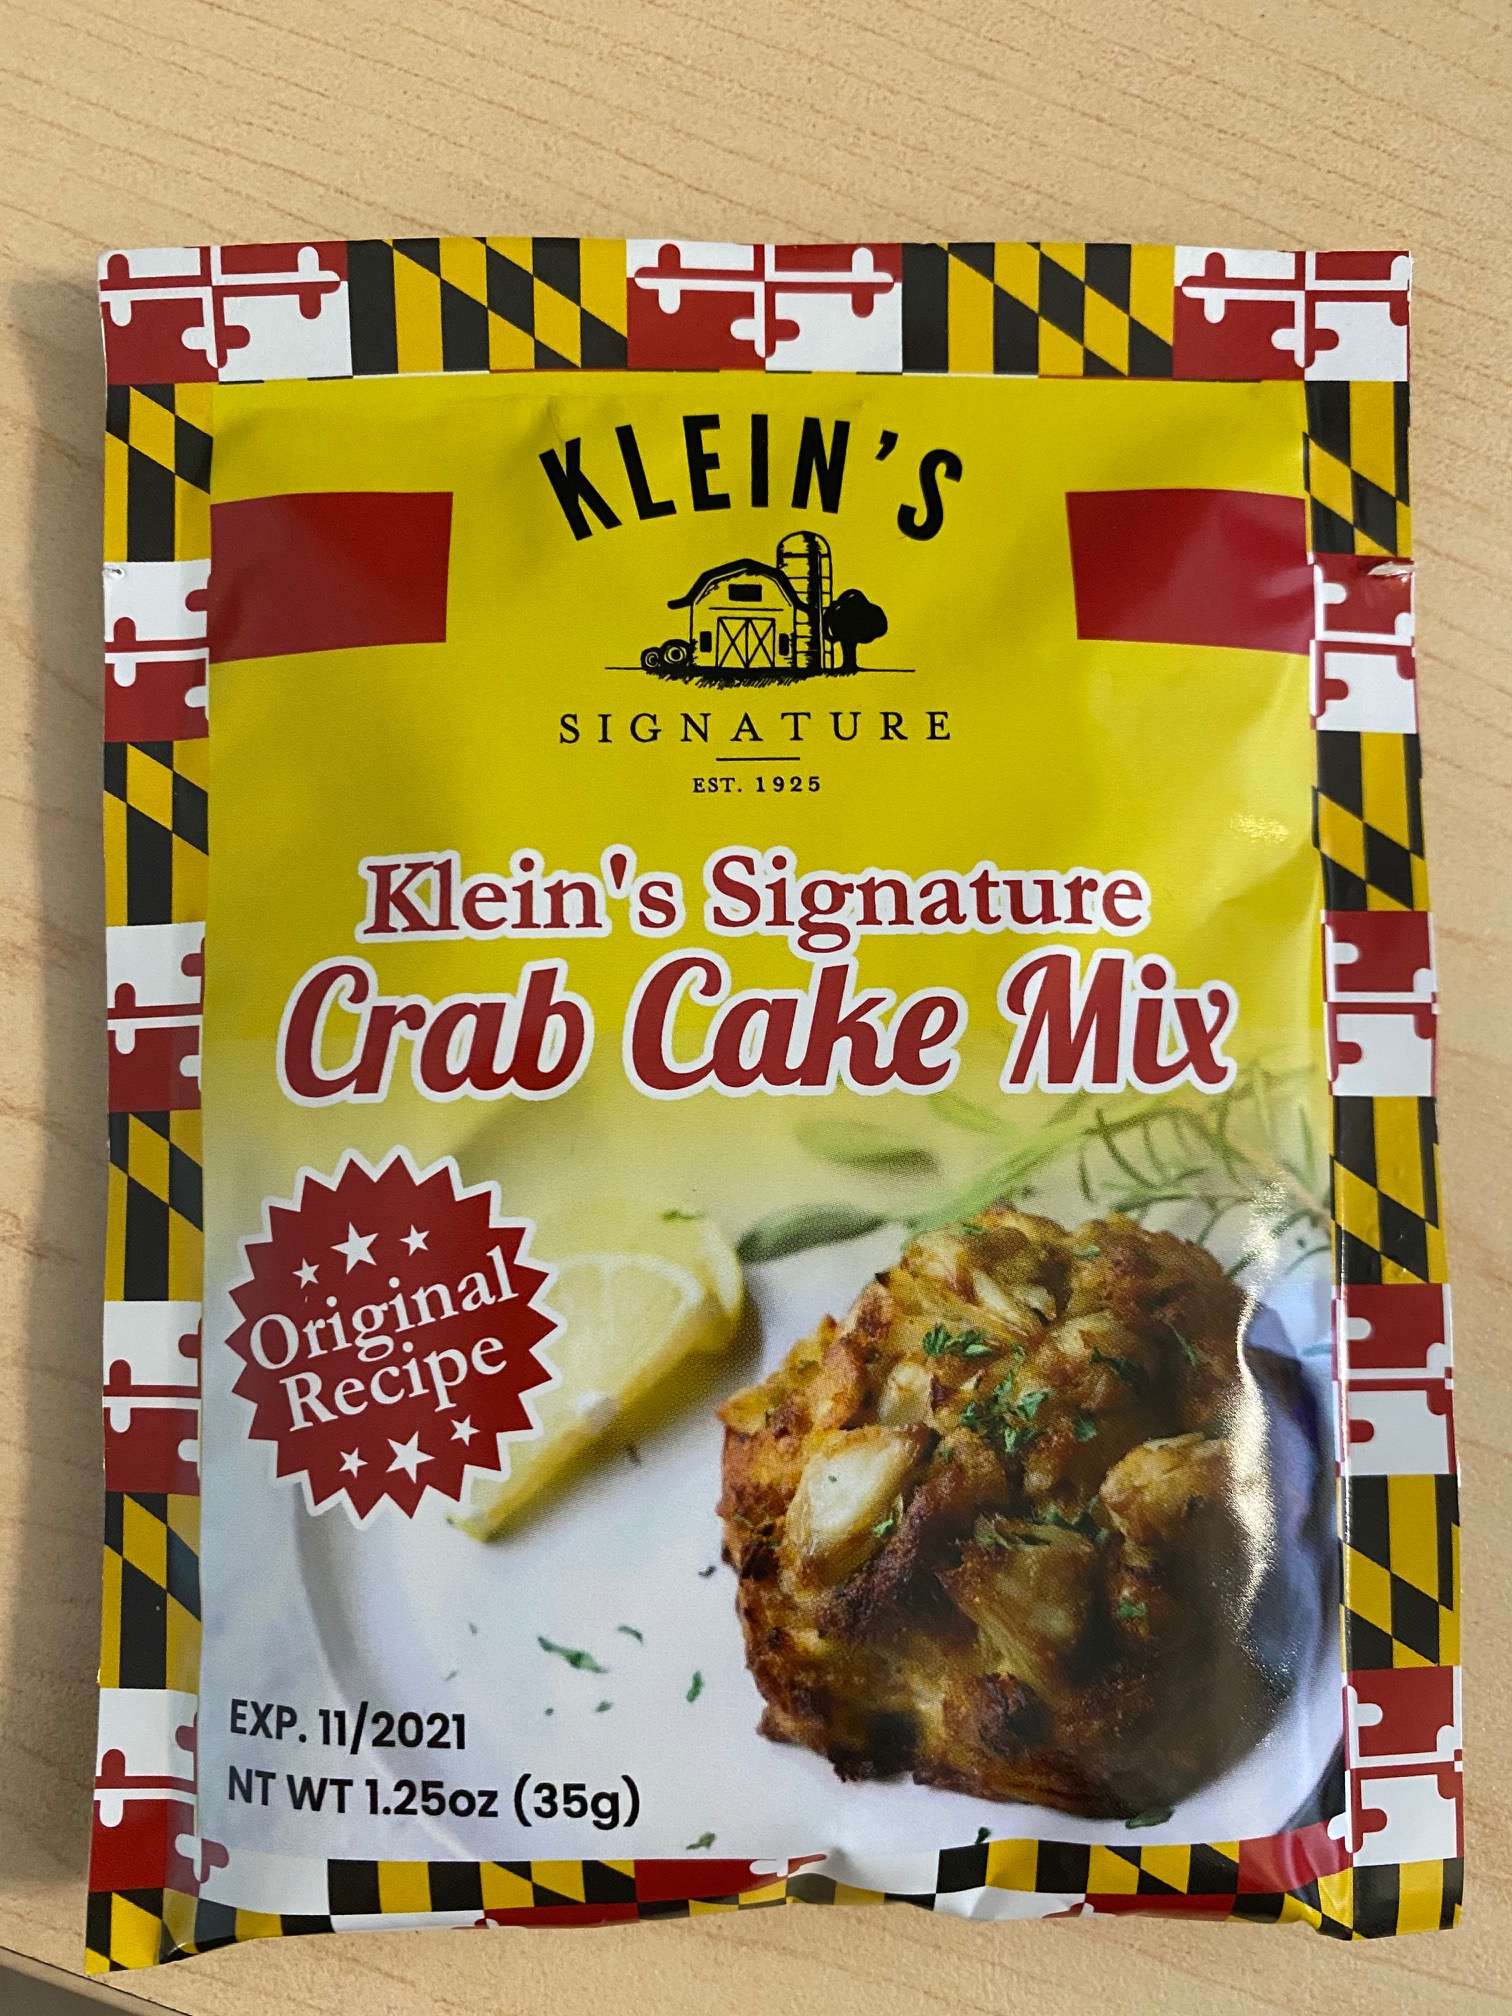 KLEIN'S
SIGNATURE
EST. 1925
Klein's Signature
Crab Cake Mix
Original
Recipe
EXP. 11/2021
NT WT 1.25oz (35g)